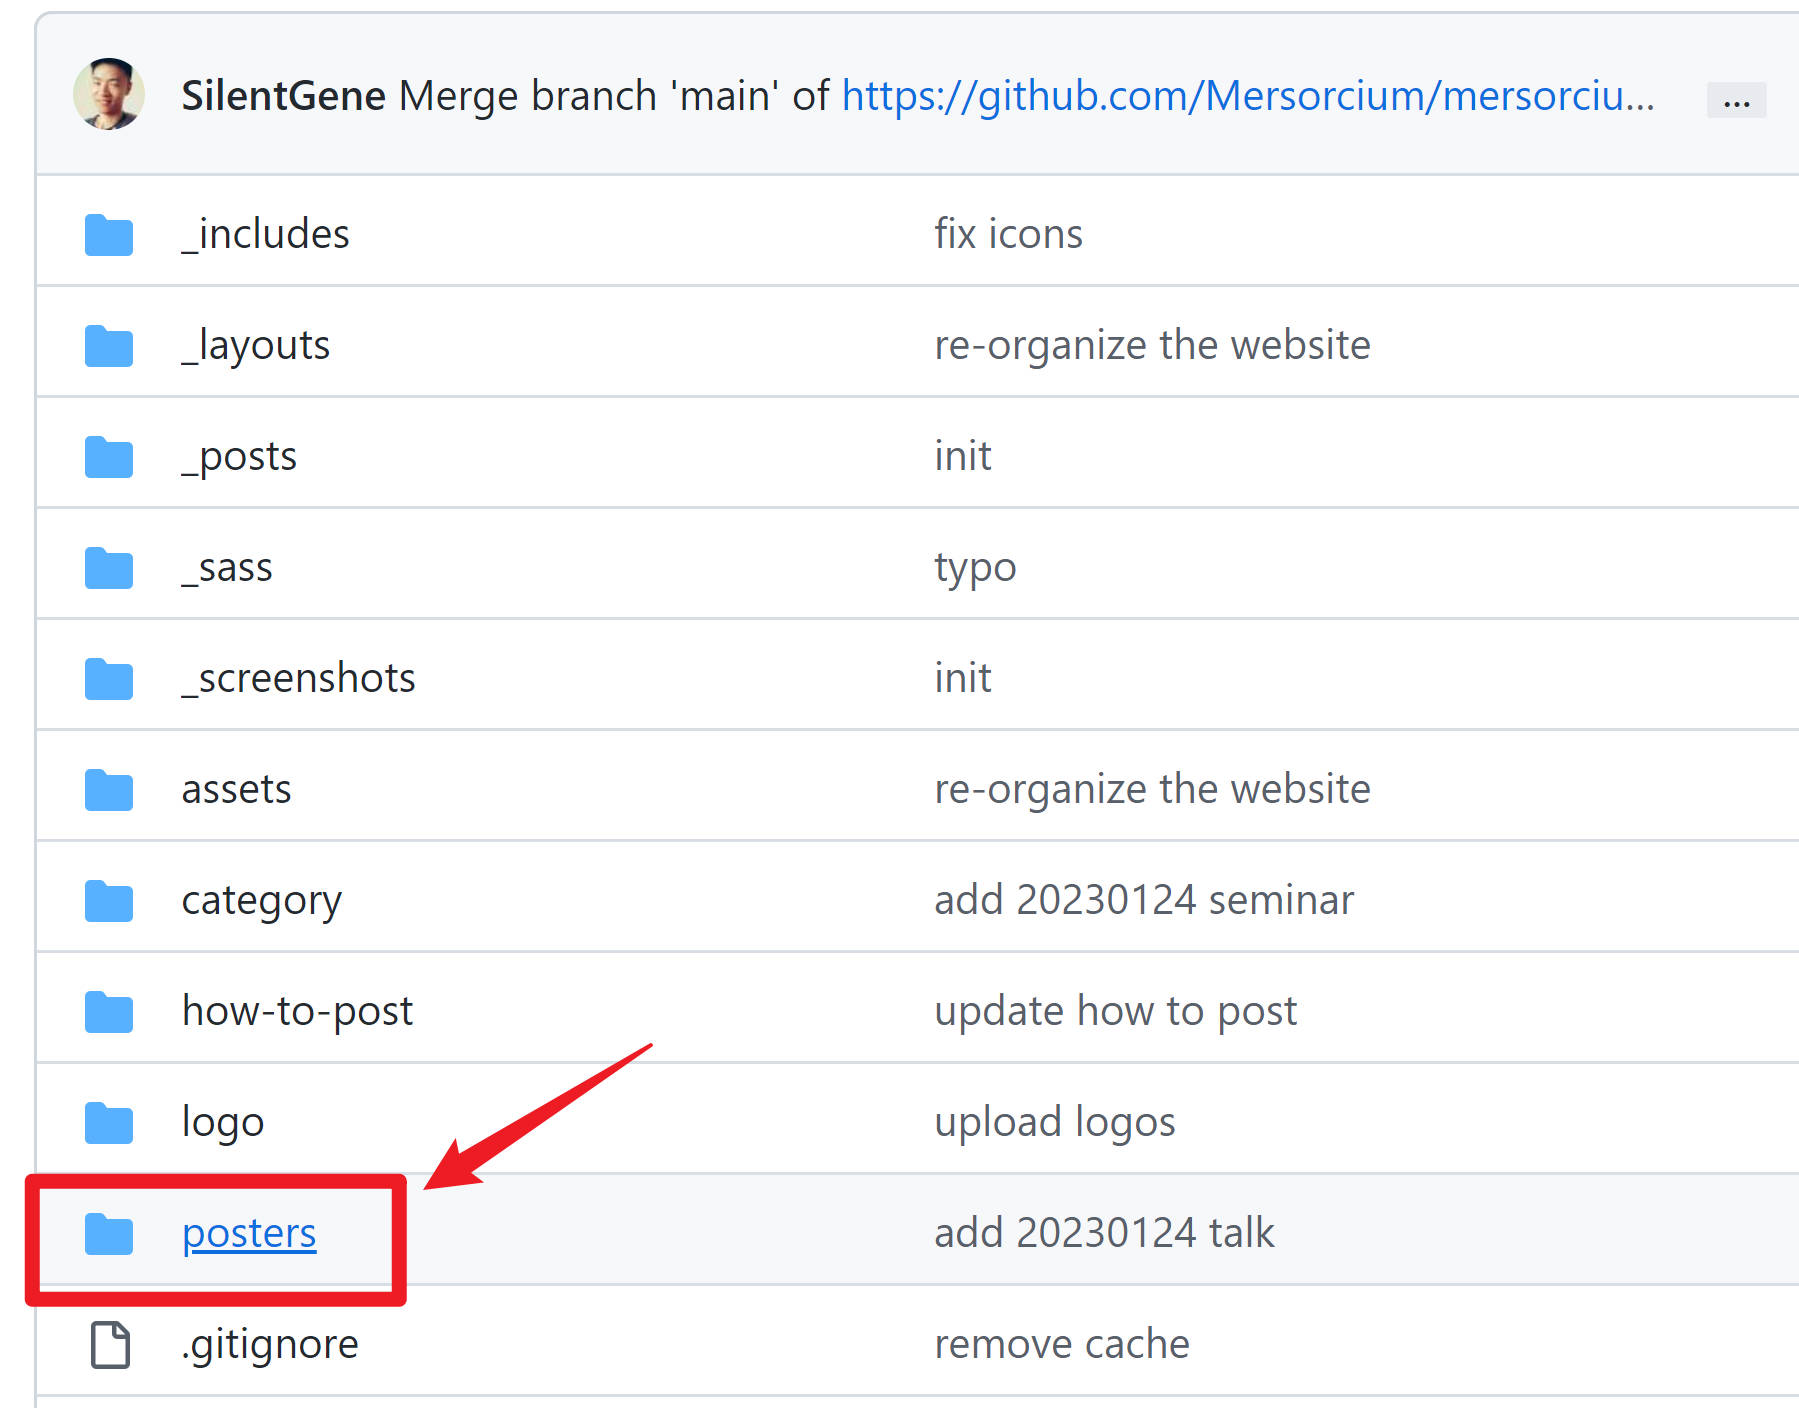 SilentGene Merge branch 'main' of https://github.com/Mersorcium/mersorciu... ...
_includes fix icons
_layouts re-organize the website
_posts init
_sass typo
_screenshots init
assets re-organize the website
category add 20230124 seminar
how-to-post update how to post
logo upload logos
posters add 20230124 talk
.gitignore remove cache